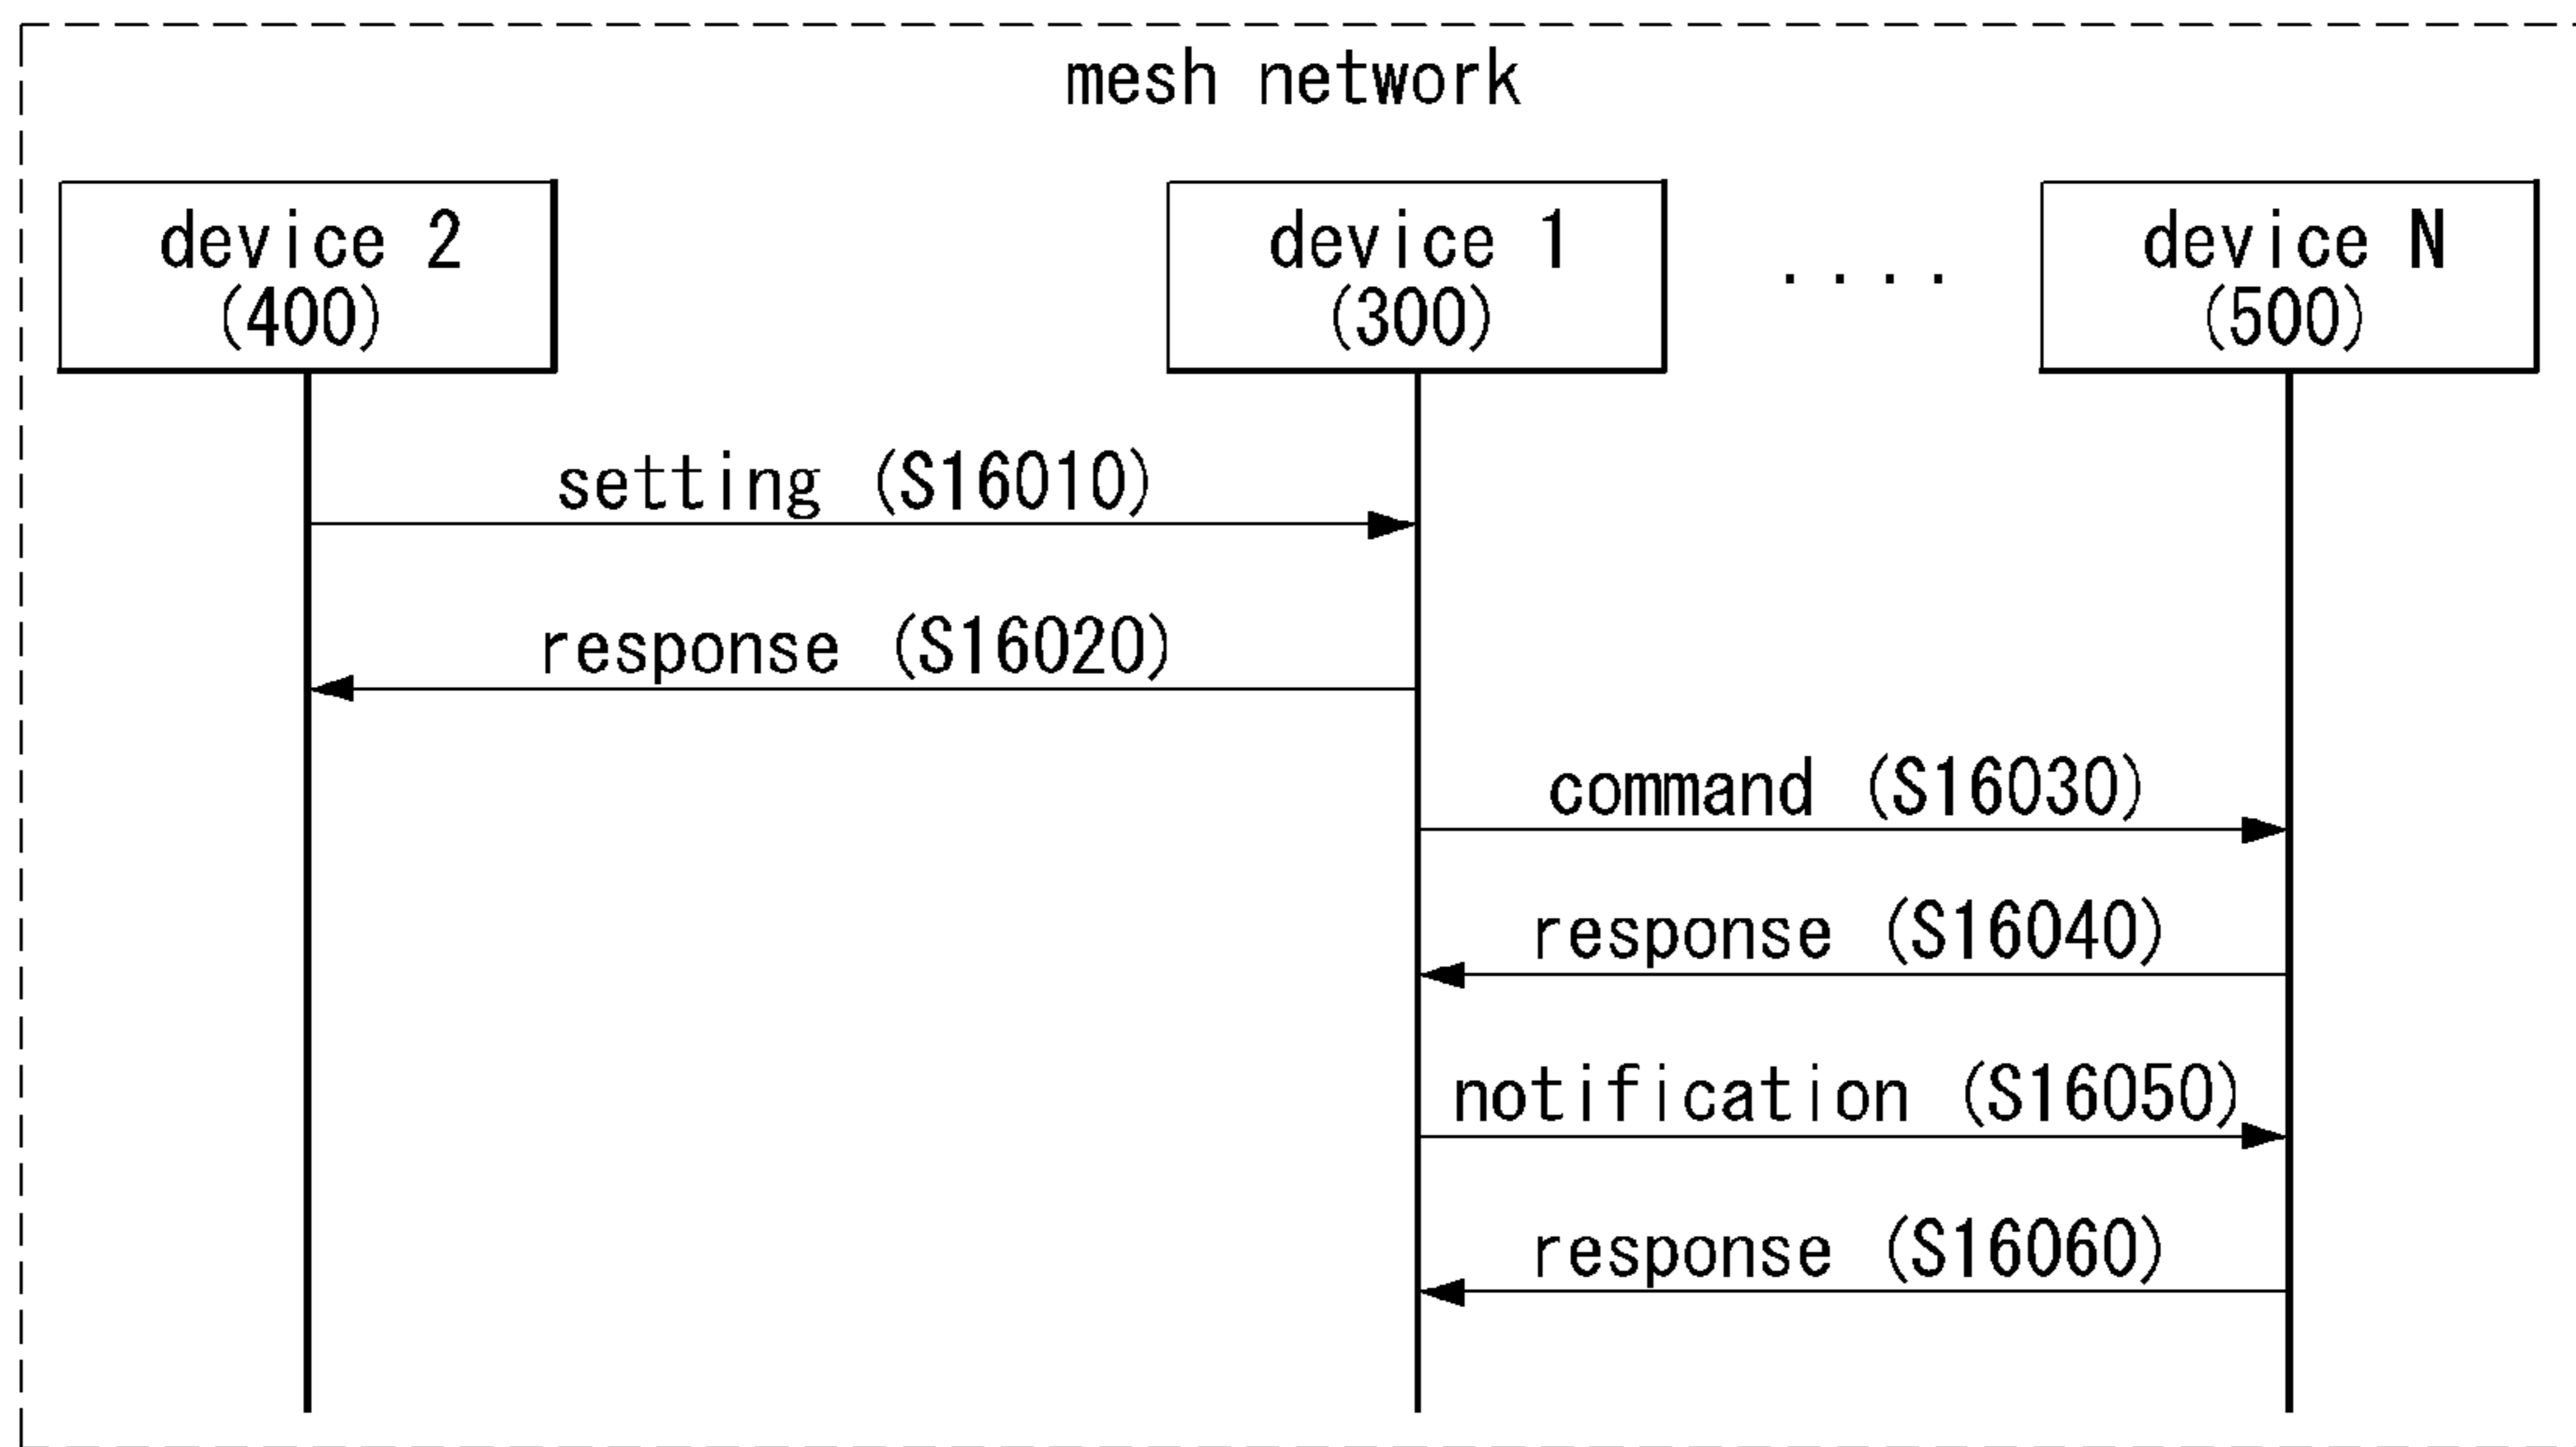 mesh network
device 2
(400)
device 1
(300)
....
device N
(500)
setting (S16010)
response (S16020)
command (S16030)
response (S16040)
notification (S16050)
response (S16060)